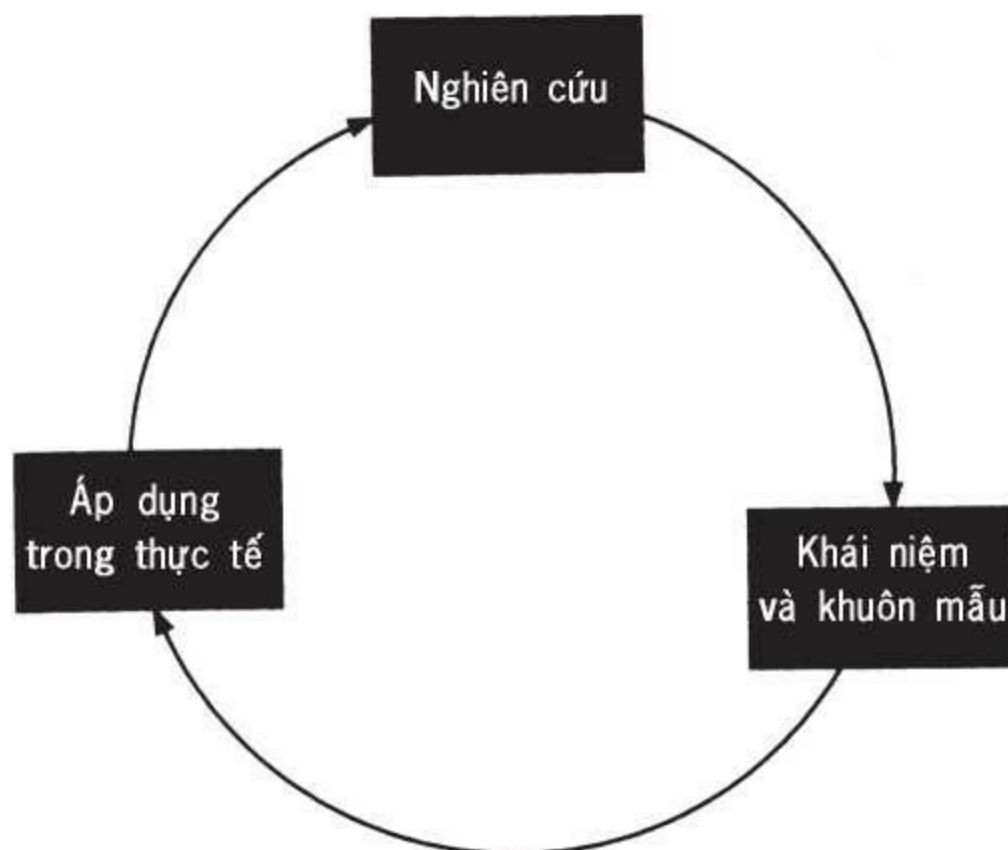 Nghiên cứu
Áp dụng
trong thực tế
Khái niệm
và khuôn mẫu